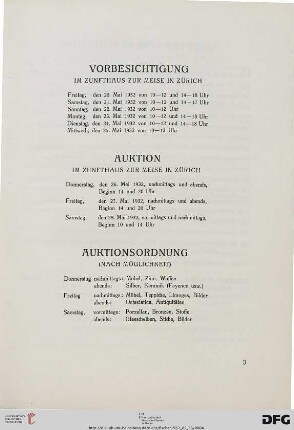 VORBESICHTIGUNG
IM ZUNFTHAUS ZUR MEISE IN ZÜRICH
Freitag, den 20. Mai 1932 von 10—12 und 14—18 Uhr
Samstag, den 21. Mai 1932 von 10—12 und 14—17 Uhr
Sonntag, den 22. Mai 1932 von 10—12 Uhr
Montag, den 23. Mai 1932 von 10—12 und 14—18 Uhr
Dienstag, den 24. Mai 1932 von 10—12 und 14—18 Uhr
Mittwoch, den 25. Mai 1932 von 10—12 Uhr
AUKTION
IM ZUNFTHAUS ZUR MEISE IN ZÜRICH
Donnerstag, den 26. Mai 1932, nachmittags und abends,
Beginn 14 und 20 Uhr
Freitag, den 27. Mai 1932, nachmittags und abends,
Beginn 14 und 20 Uhr
Samstag, den 28. Mai 1932, vormittags und nachmittags,
Beginn 10 und 14 Uhr
AUKTIONSORDNUNG
(NACH MÖGLICHKEIT)
Donnerstag nachmittags: Möbel, Zinn, Waffen
abends: Silber, Keramik (Fayencen usw.)
Freitag nachmittags: Möbel, Teppiche, Limoges, Bilder
abends: Ostasiatica, Antiquitäten
Samstag, vormittags: Porzellan, Bronzen, Stoffe
abends: Glasscheiben, Stiche, Bilder
3
DFG